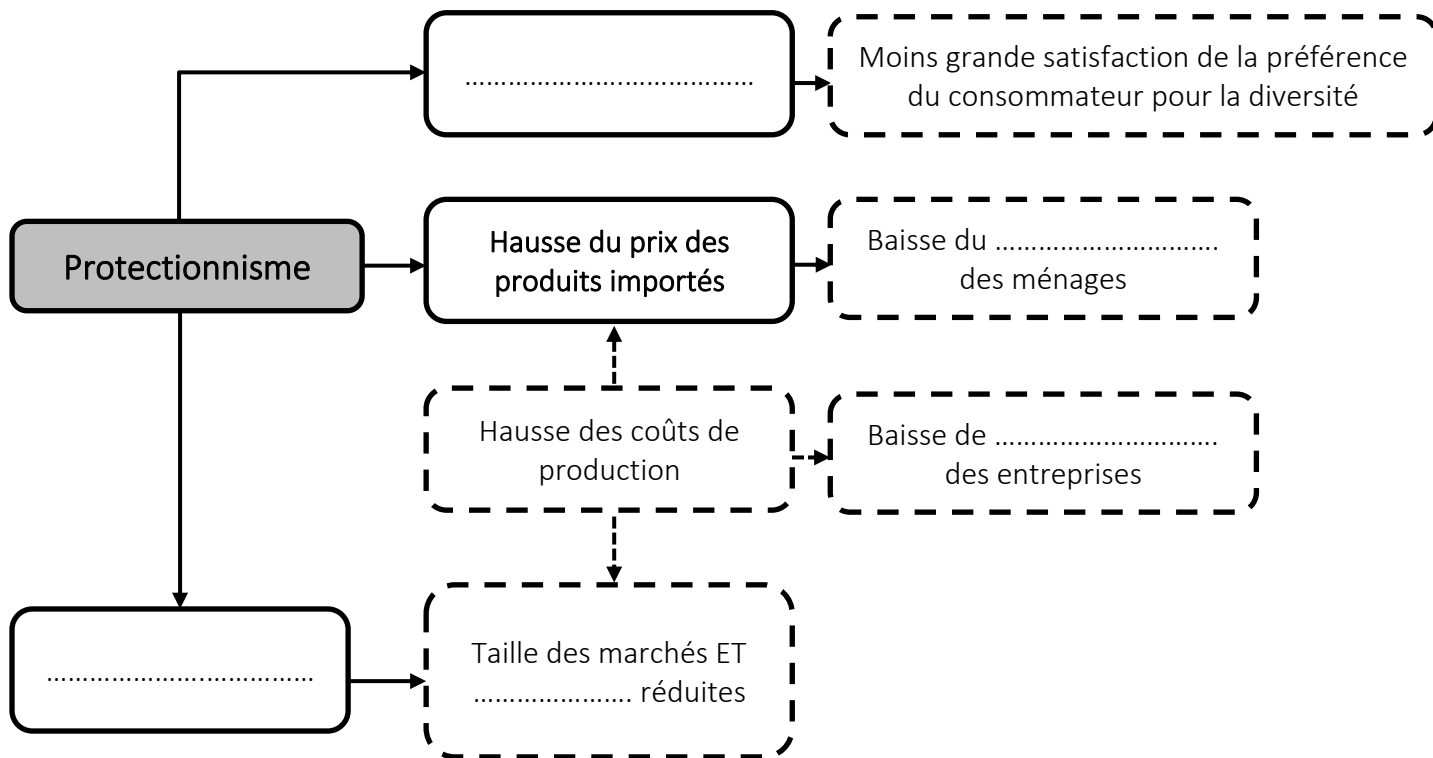 ……………………………………
Moins grande satisfaction de la préférence
du consommateur pour la diversité
Protectionnisme
Hausse du prix des
produits importés
Baisse du …………………………….
des ménages
Hausse des coûts de
production
Baisse de …………………………….
des entreprises
………………….……………
Taille des marchés ET
…………………. réduites